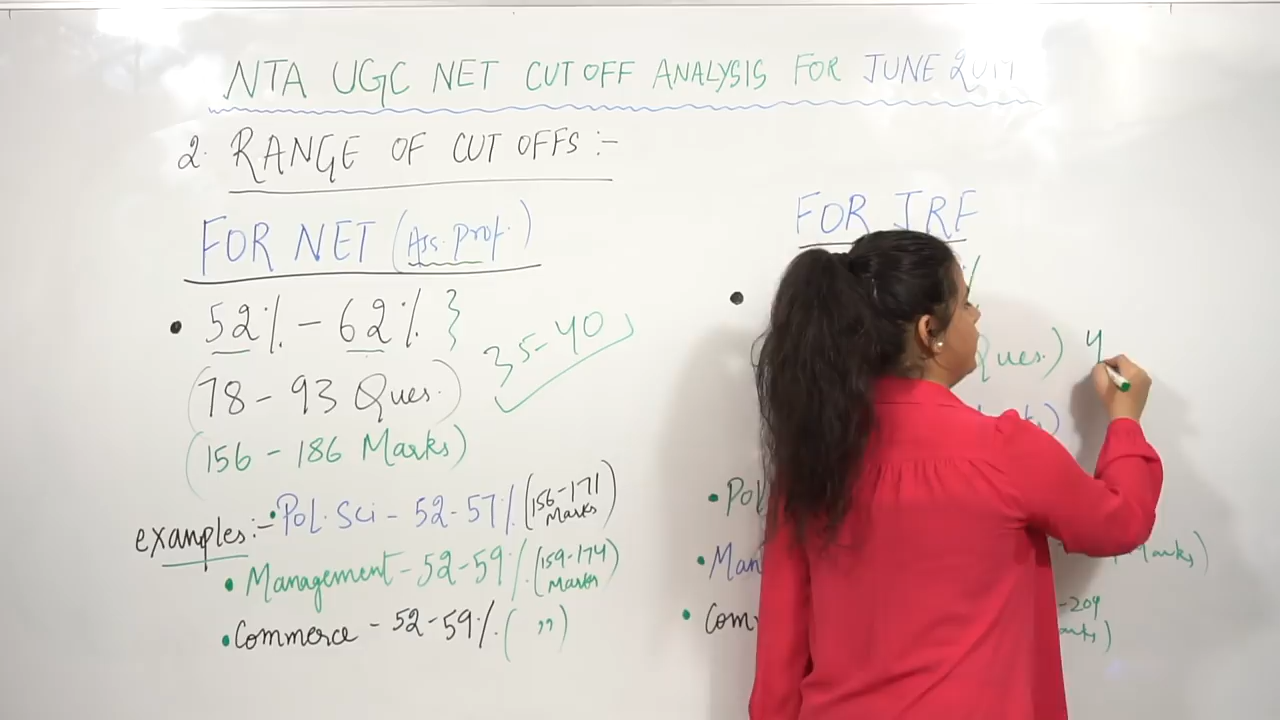 NTA UGC NET CUT OFF ANALYSIS FOR JUNE 2019
2. RANGE OF CUT OFFS :-
FOR NET (Ass. Prof.)
• 52% - 62% }
35-40
(78 - 93 Ques.)
(156 - 186 Marks)
examples:- • Pol. Sci - 52-57% (156-171 Marks)
• Management - 52-59% (159-174 Marks)
• Commerce - 52-59% ( ,, )
FOR JRF
%
Ques.) 4
• Pol
• Man Marks)
• Com -204